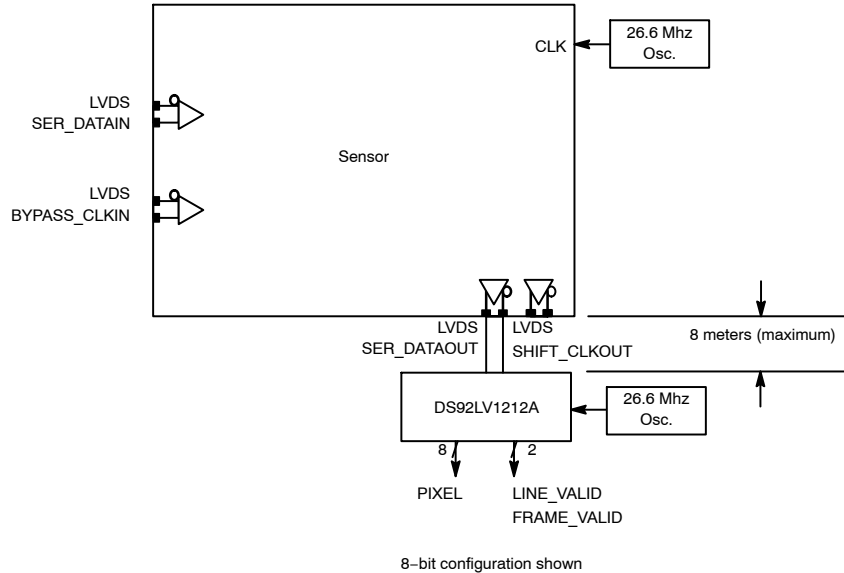 CLK
26.6 Mhz
Osc.
LVDS
SER_DATAIN
Sensor
LVDS
BYPASS_CLKIN
LVDS
SER_DATAOUT
LVDS
SHIFT_CLKOUT
8 meters (maximum)
DS92LV1212A
26.6 Mhz
Osc.
8
2
PIXEL
LINE_VALID
FRAME_VALID
8−bit configuration shown